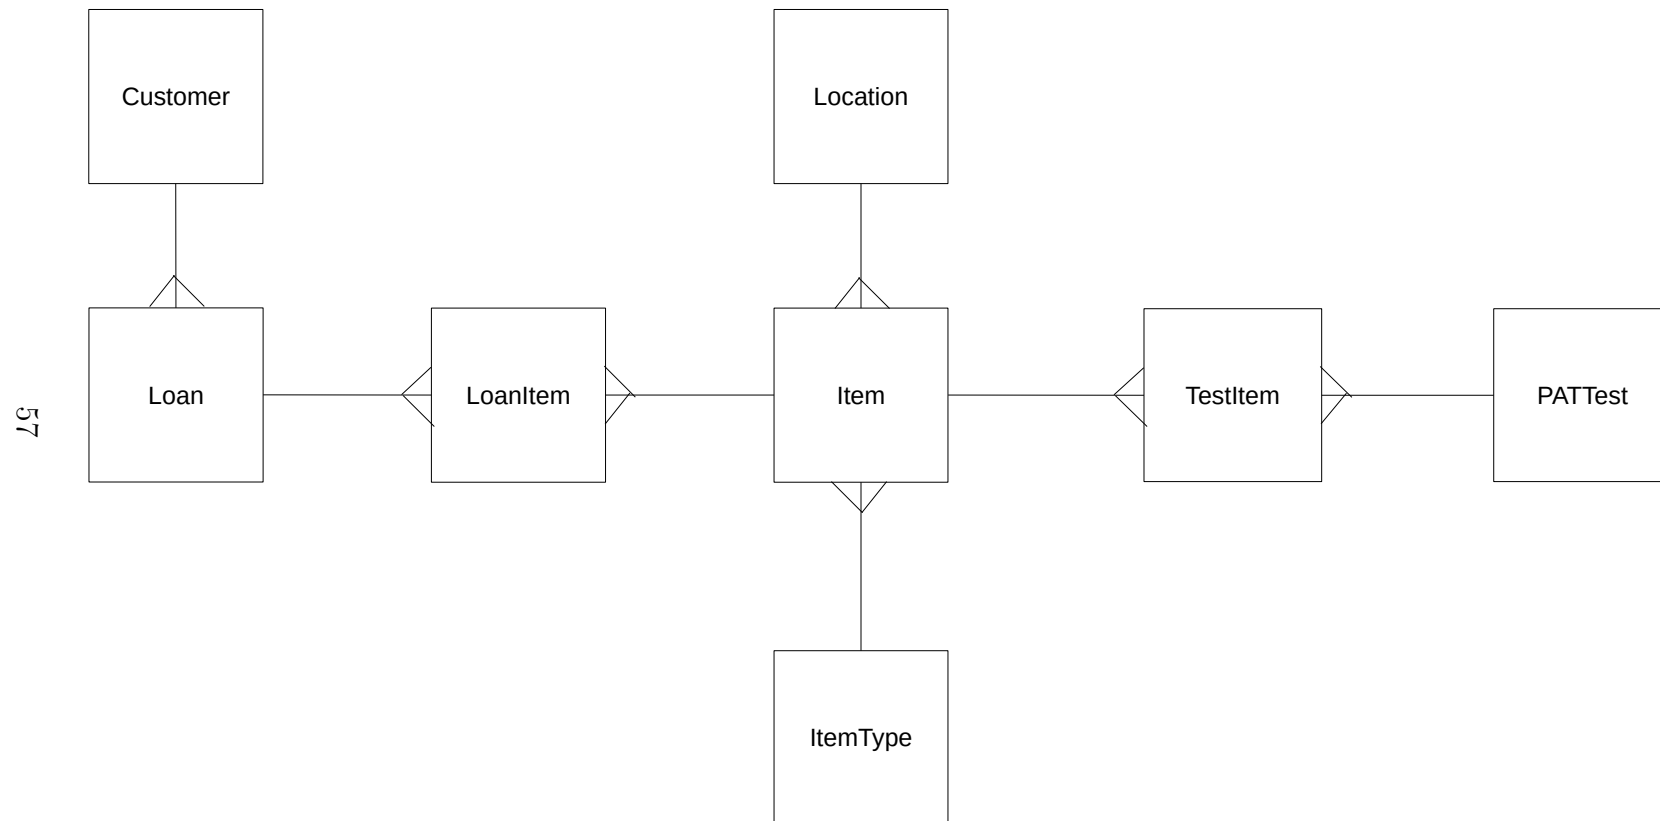 Customer
Location
Loan
LoanItem
Item
TestItem
PATTest
57
ItemType